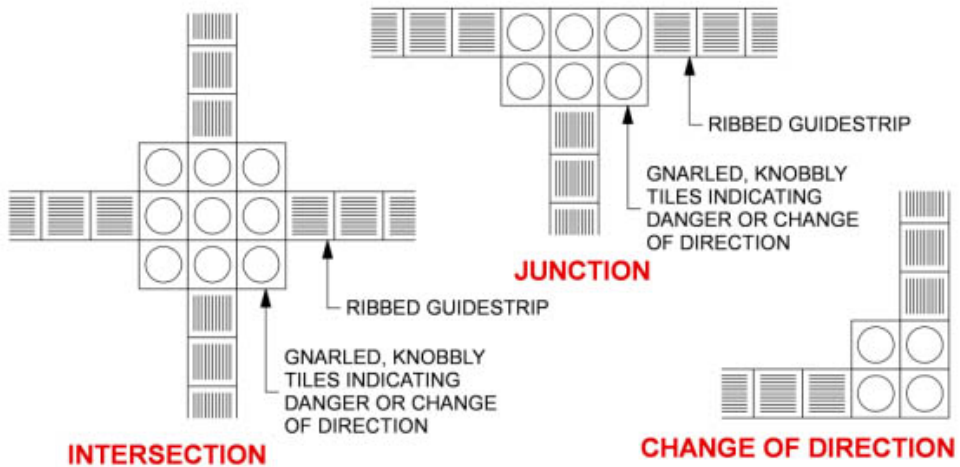 RIBBED GUIDESTRIP
GNARLED, KNOBBLY
TILES INDICATING
DANGER OR CHANGE
OF DIRECTION
JUNCTION
RIBBED GUIDESTRIP
GNARLED, KNOBBLY
TILES INDICATING
DANGER OR CHANGE
OF DIRECTION
INTERSECTION
CHANGE OF DIRECTION